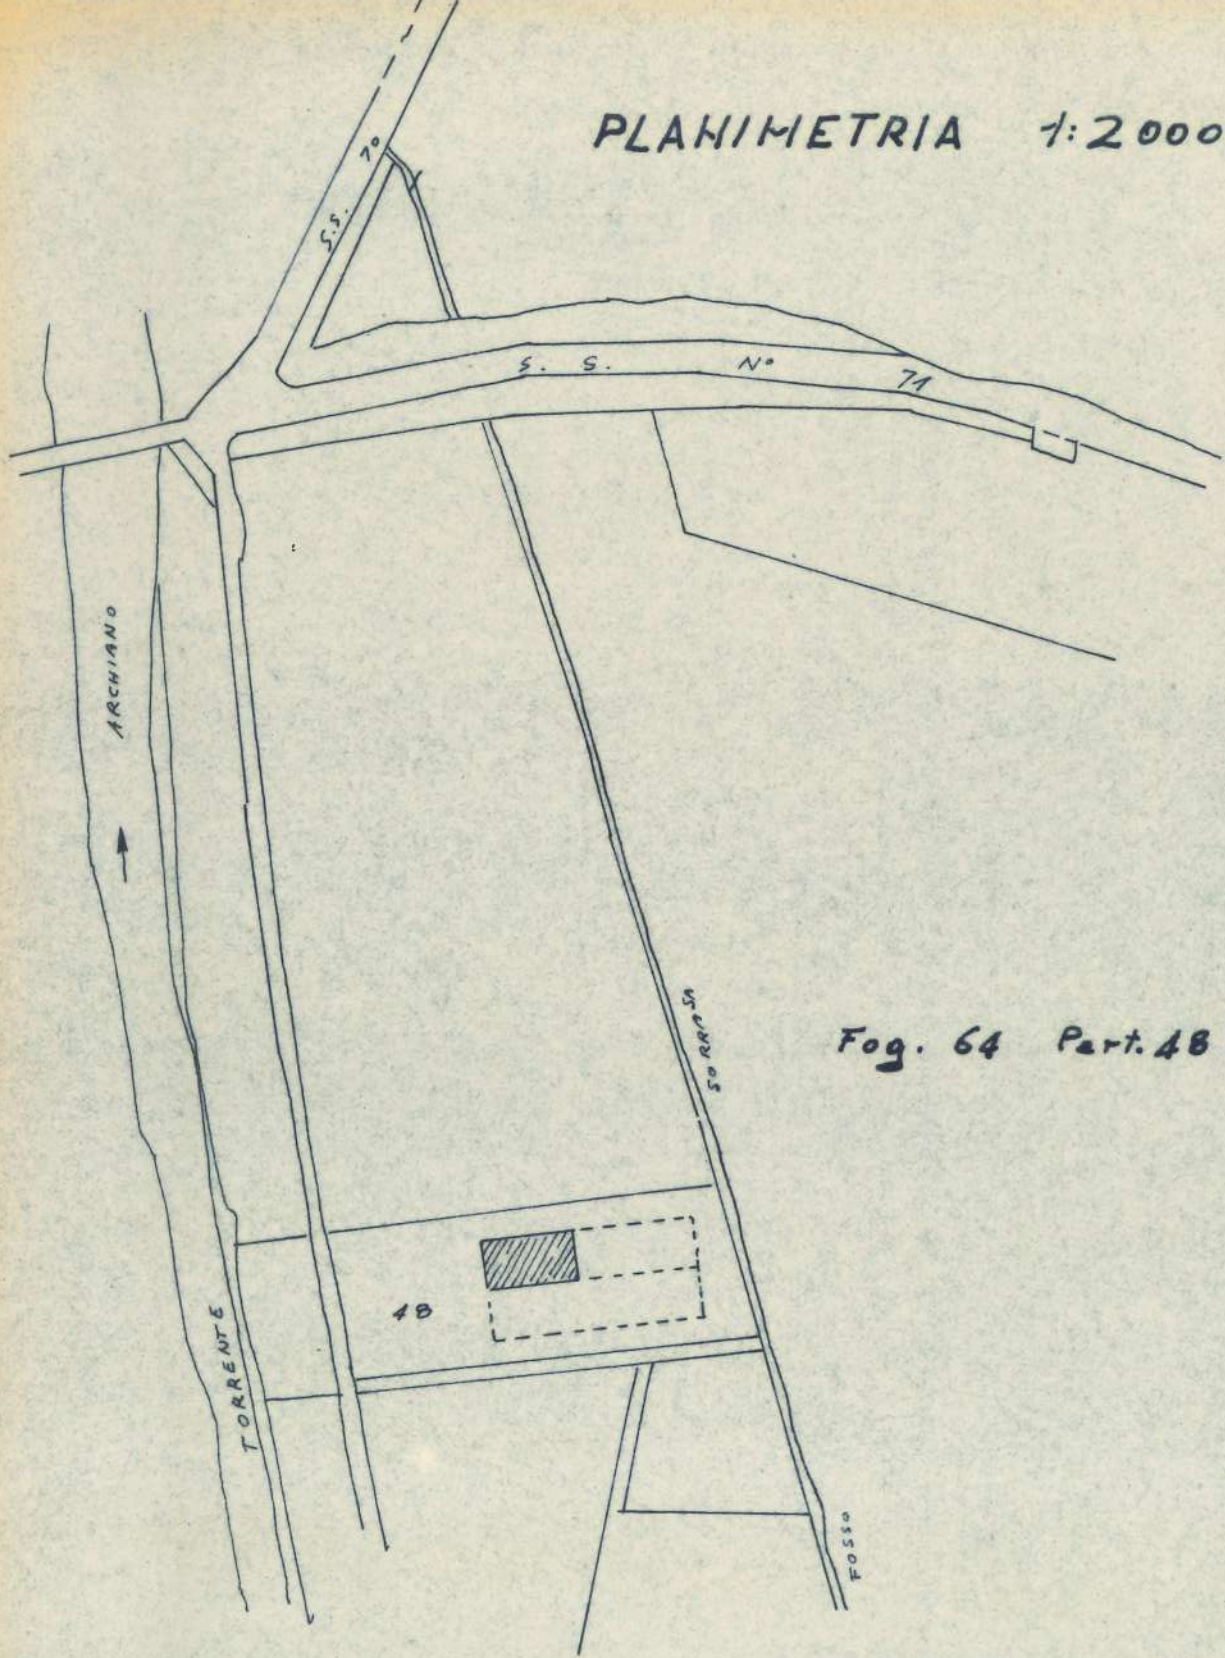 PLANIMETRIA 1:2000
S.S. 70
S. S. N° 71
ARCHIANO
SORRASA
Fog. 64 Part. 48
48
TORRENTE
FOSSO